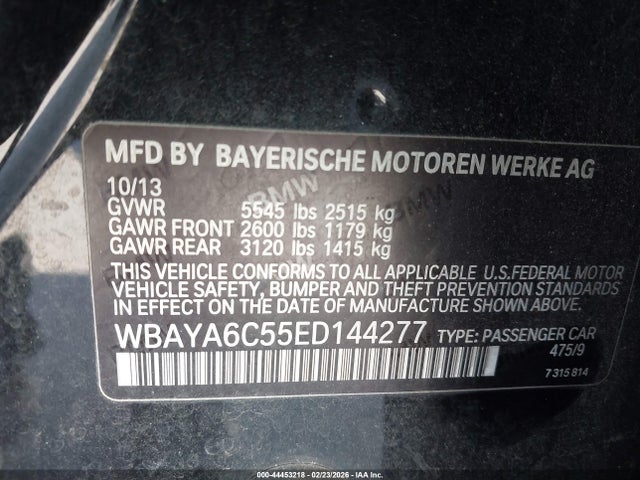 MFD BY BAYERISCHE MOTOREN WERKE AG
10/13
GVWR 5545 lbs 2515 kg
GAWR FRONT 2600 lbs 1179 kg
GAWR REAR 3120 lbs 1415 kg
THIS VEHICLE CONFORMS TO ALL APPLICABLE U.S.FEDERAL MOTOR
VEHICLE SAFETY, BUMPER AND THEFT PREVENTION STANDARDS
IN EFFECT ON THE DATE OF MANUFACTURE SHOWN ABOVE.
WBAYA6C55ED144277 TYPE: PASSENGER CAR
475/9
7 315 814
000-44453218 - 02/23/2026 - IAA Inc.